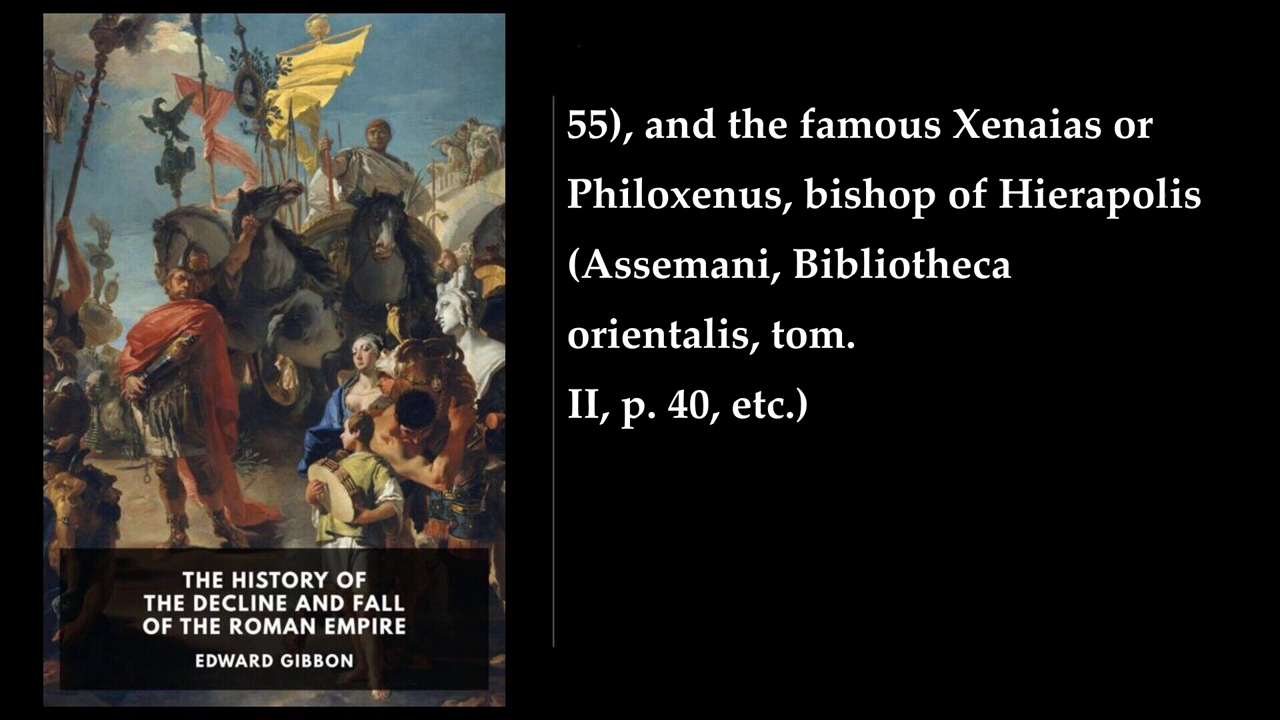 55), and the famous Xenaias or
Philoxenus, bishop of Hierapolis
(Assemani, Bibliotheca
orientalis, tom.
II, p. 40, etc.)
THE HISTORY OF
THE DECLINE AND FALL
OF THE ROMAN EMPIRE
EDWARD GIBBON